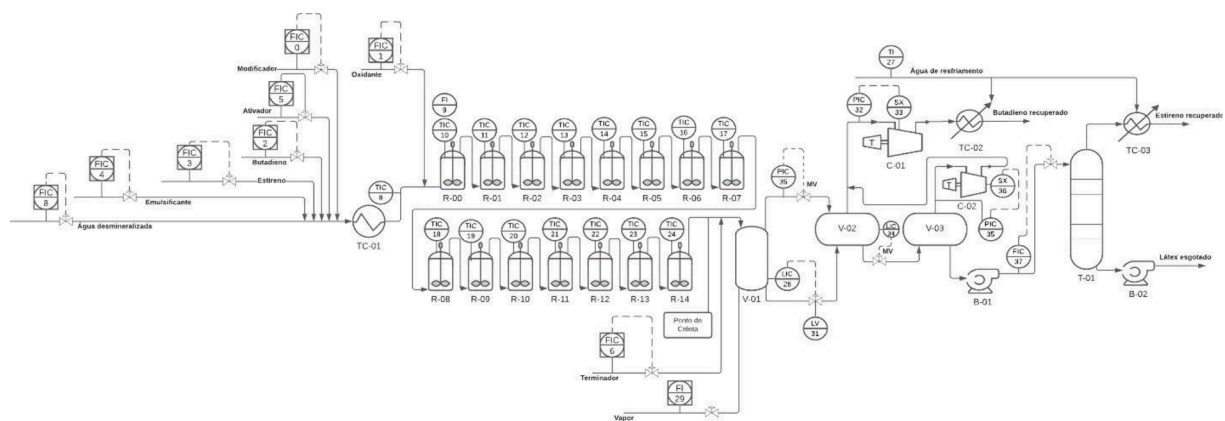 FIC
0
FIC
1
Modificador
Oxidante
FIC
5
Ativador
FIC
2
Butadieno
FIC
3
Estireno
FIC
4
Emulsificante
FIC
8
Água desmineralizada
TIC
8
TC-01
FI
9
TIC
10
TIC
11
TIC
12
TIC
13
TIC
14
TIC
15
TIC
16
TIC
17
R-00
R-01
R-02
R-03
R-04
R-05
R-06
R-07
TIC
18
TIC
19
TIC
20
TIC
21
TIC
22
TIC
23
TIC
24
R-08
R-09
R-10
R-11
R-12
R-13
R-14
Ponto de
Coleta
FIC
6
Terminador
FI
29
Vapor
V-01
PIC
35
MV
LIC
28
LV
31
V-02
LIC
MV
V-03
TI
27
Água de resfriamento
PIC
32
SX
33
T
C-01
TC-02
Butadieno recuperado
T
C-02
SX
36
PIC
35
FIC
37
B-01
T-01
TC-03
Estireno recuperado
B-02
Látex esgotado